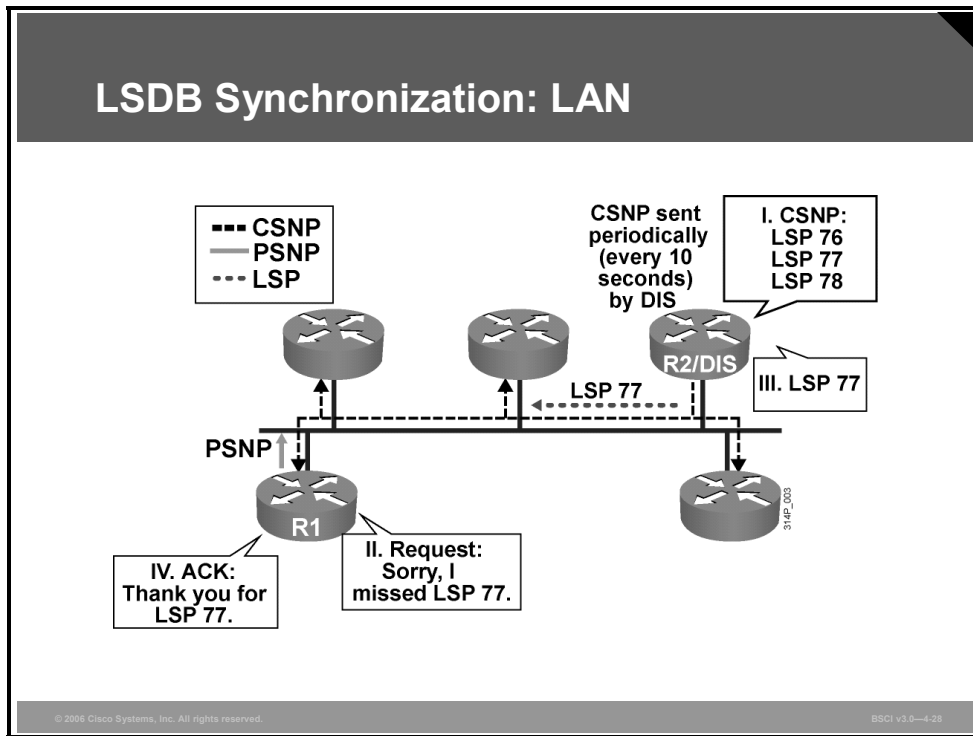 LSDB Synchronization: LAN
CSNP
PSNP
LSP
CSNP sent
periodically
(every 10
seconds)
by DIS
I. CSNP:
LSP 76
LSP 77
LSP 78
R2/DIS
III. LSP 77
LSP 77
PSNP
R1
II. Request:
Sorry, I
missed LSP 77.
IV. ACK:
Thank you for
LSP 77.
314P_003
© 2006 Cisco Systems, Inc. All rights reserved.
BSCI v3.0—4-28